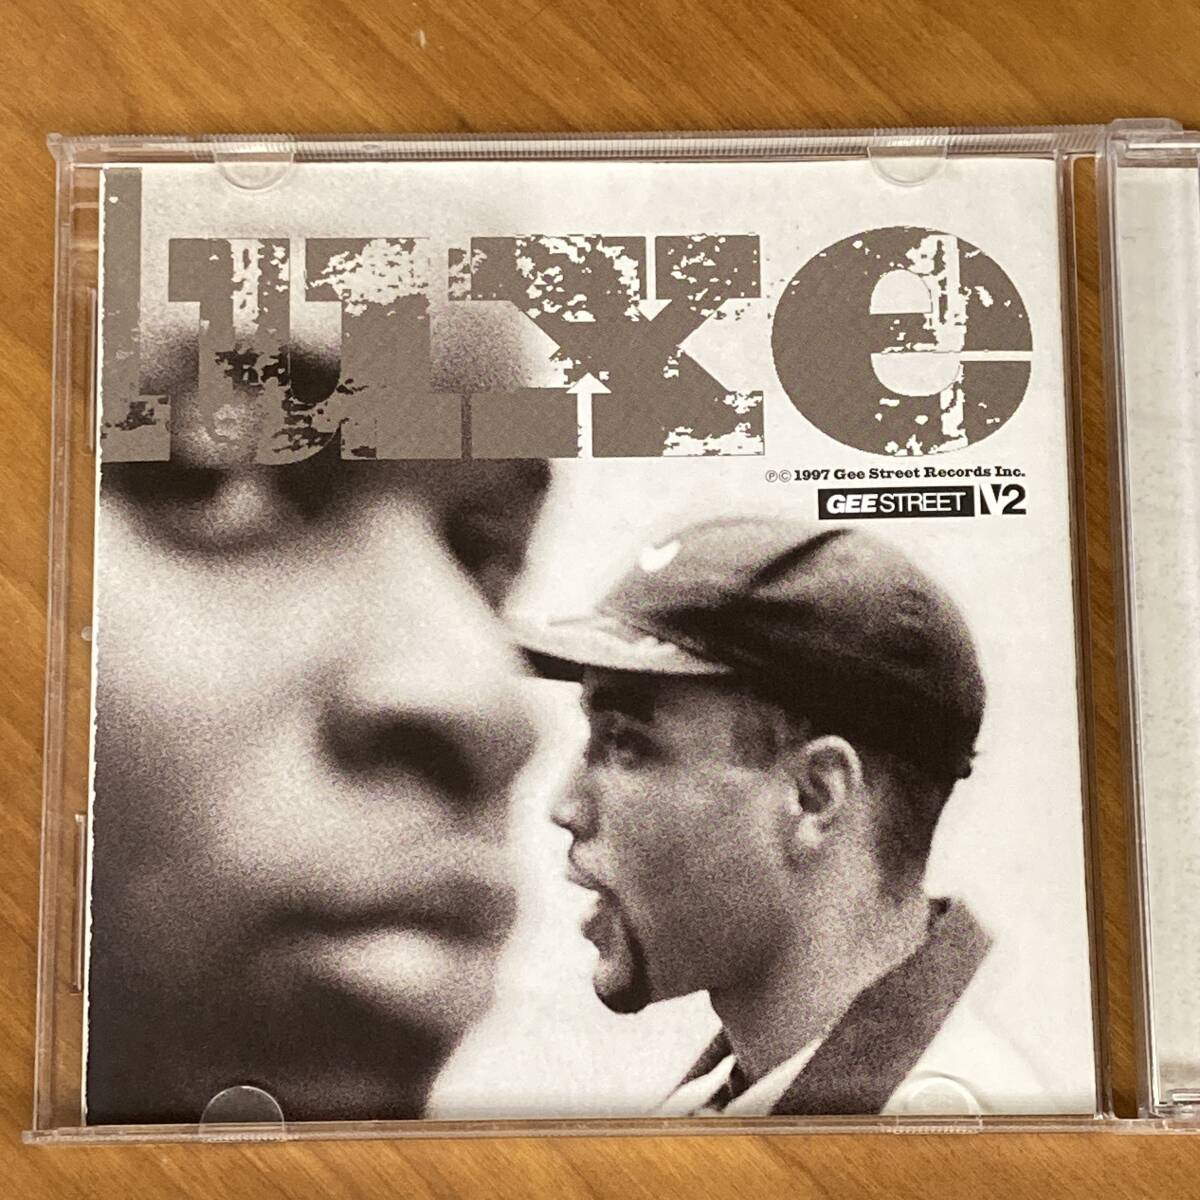 luxe
℗© 1997 Gee Street Records Inc.
GEE STREET V2